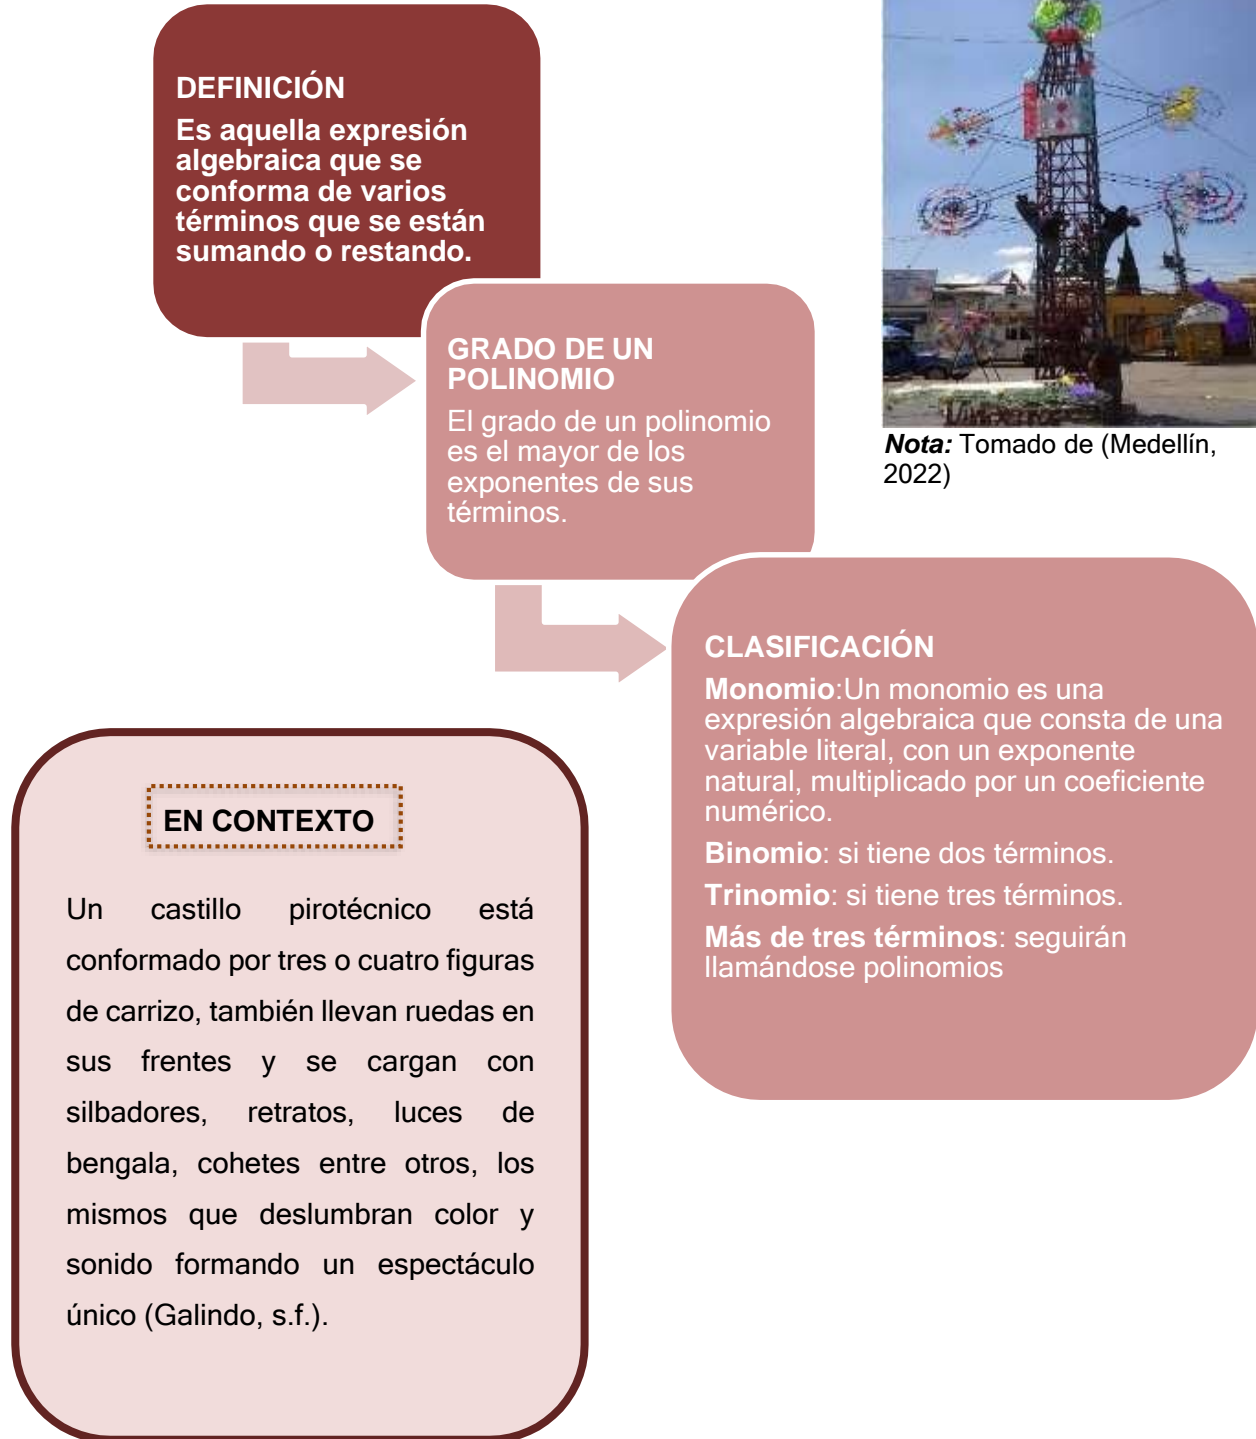 DEFINICIÓN
Es aquella expresión
algebraica que se
conforma de varios
términos que se están
sumando o restando.
GRADO DE UN
POLINOMIO
El grado de un polinomio
es el mayor de los
exponentes de sus
términos.
Nota: Tomado de (Medellín,
2022)
CLASIFICACIÓN
Monomio:Un monomio es una
expresión algebraica que consta de una
variable literal, con un exponente
natural, multiplicado por un coeficiente
numérico.
Binomio: si tiene dos términos.
Trinomio: si tiene tres términos.
Más de tres términos: seguirán
llamándose polinomios
EN CONTEXTO
Un castillo pirotécnico está
conformado por tres o cuatro figuras
de carrizo, también llevan ruedas en
sus frentes y se cargan con
silbadores, retratos, luces de
bengala, cohetes entre otros, los
mismos que deslumbran color y
sonido formando un espectáculo
único (Galindo, s.f.).